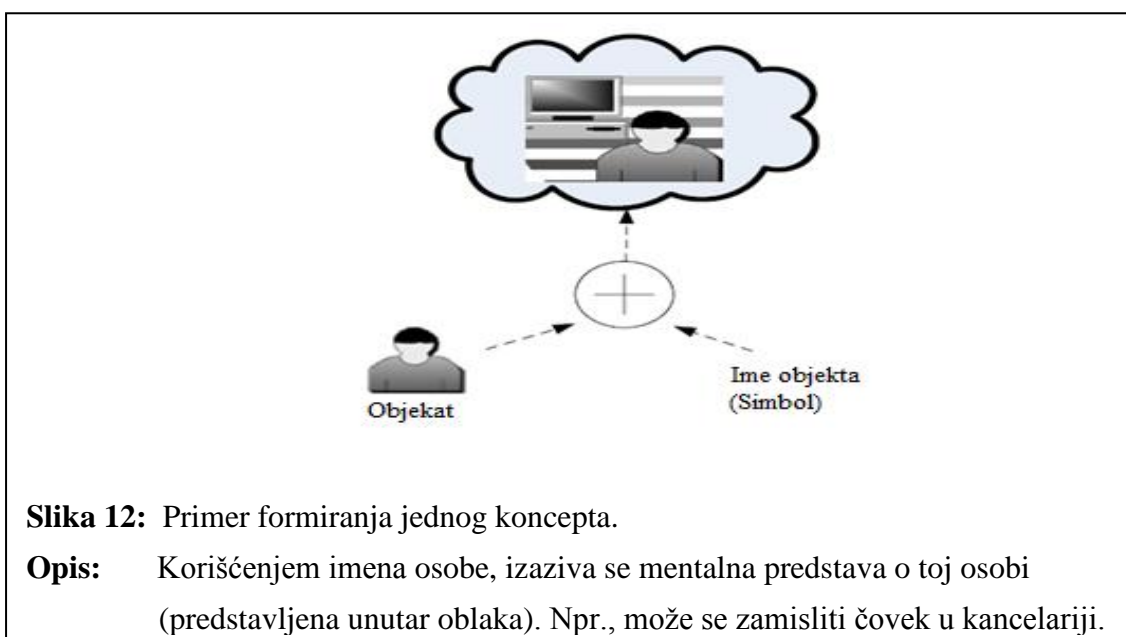 Objekat
Ime objekta
(Simbol)
Slika 12: Primer formiranja jednog koncepta.
Opis: Korišćenjem imena osobe, izaziva se mentalna predstava o toj osobi
(predstavljena unutar oblaka). Npr., može se zamisliti čovek u kancelariji.